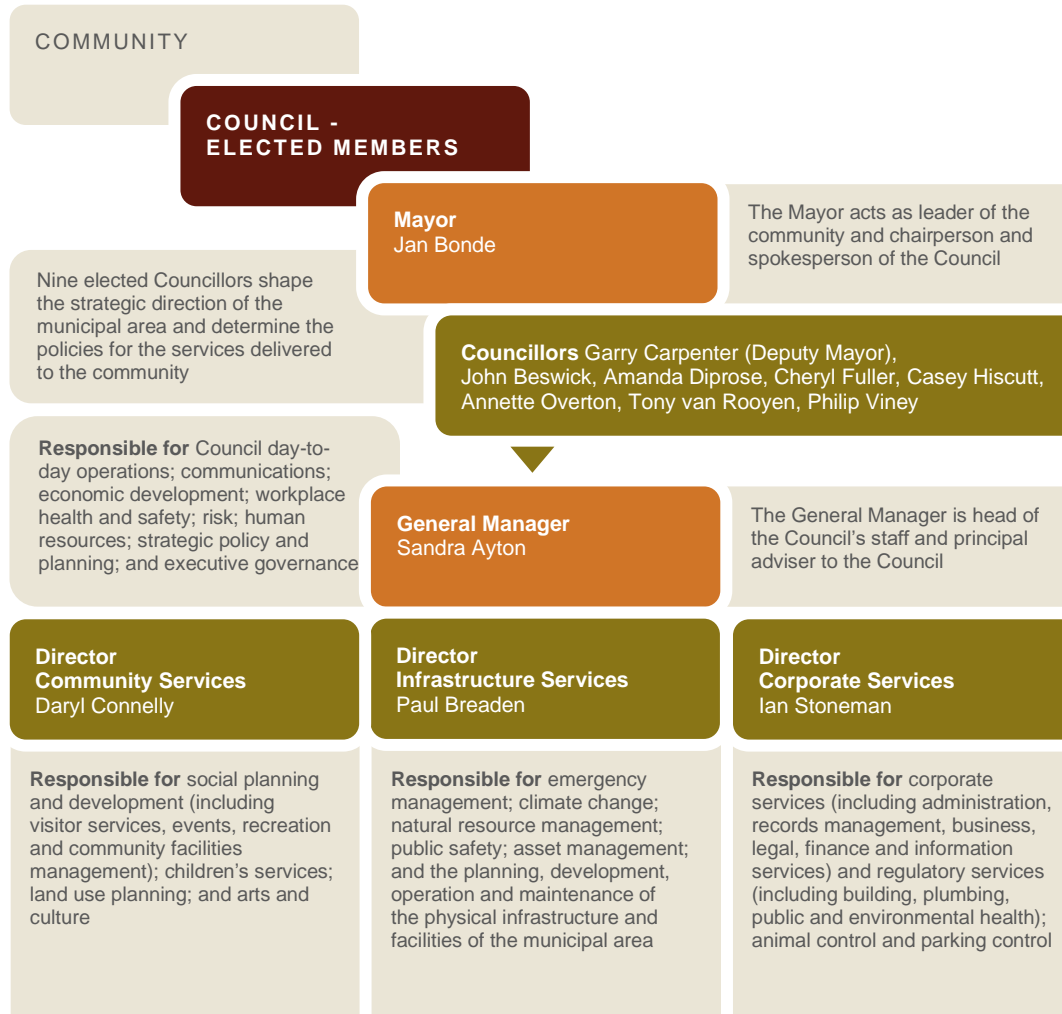 COMMUNITY
COUNCIL -
ELECTED MEMBERS
Mayor
Jan Bonde
The Mayor acts as leader of the
community and chairperson and
spokesperson of the Council
Nine elected Councillors shape
the strategic direction of the
municipal area and determine the
policies for the services delivered
to the community
Councillors Garry Carpenter (Deputy Mayor),
John Beswick, Amanda Diprose, Cheryl Fuller, Casey Hiscutt,
Annette Overton, Tony van Rooyen, Philip Viney
Responsible for Council day-to-
day operations; communications;
economic development; workplace
health and safety; risk; human
resources; strategic policy and
planning; and executive governance
General Manager
Sandra Ayton
The General Manager is head of
the Council’s staff and principal
adviser to the Council
Director
Community Services
Daryl Connelly
Director
Infrastructure Services
Paul Breaden
Director
Corporate Services
Ian Stoneman
Responsible for social planning
and development (including
visitor services, events, recreation
and community facilities
management); children’s services;
land use planning; and arts and
culture
Responsible for emergency
management; climate change;
natural resource management;
public safety; asset management;
and the planning, development,
operation and maintenance of
the physical infrastructure and
facilities of the municipal area
Responsible for corporate
services (including administration,
records management, business,
legal, finance and information
services) and regulatory services
(including building, plumbing,
public and environmental health);
animal control and parking control